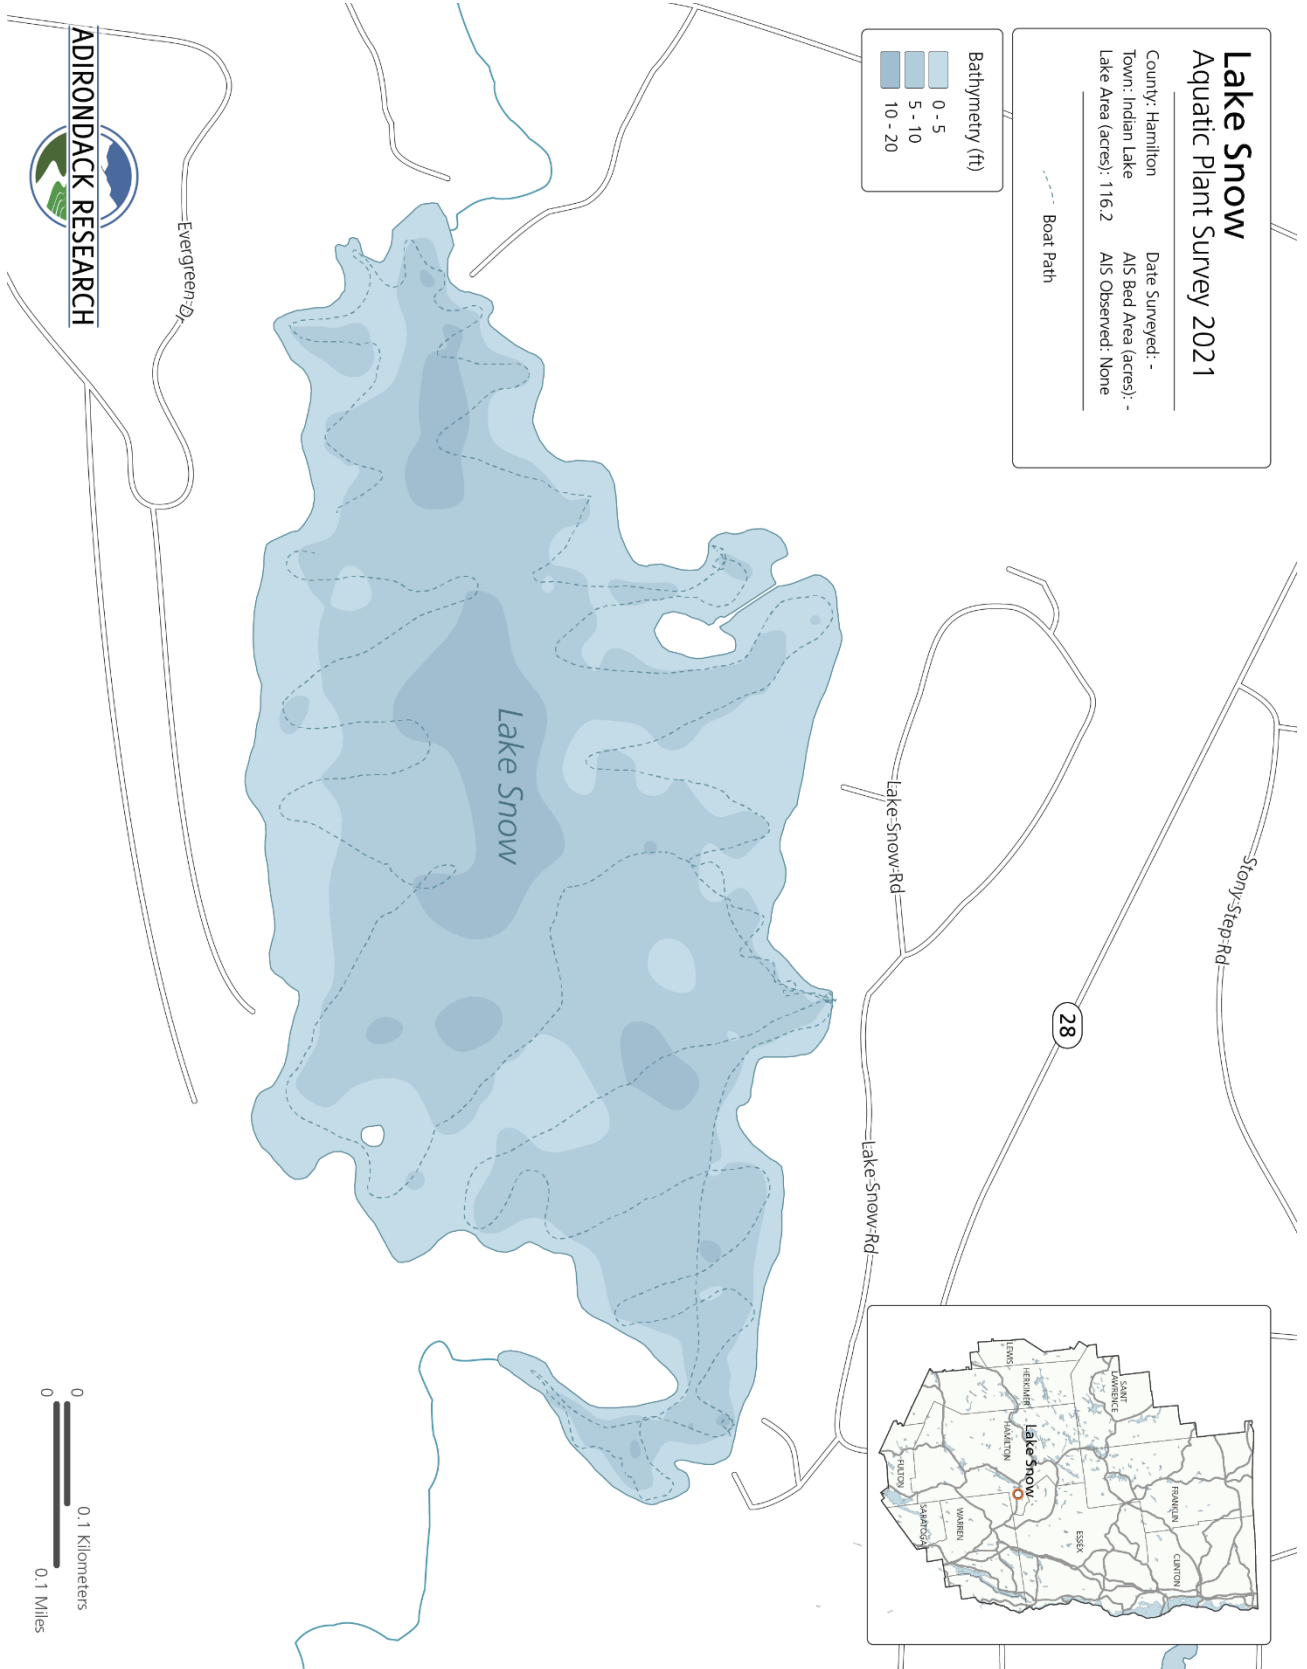 Lake Snow
Aquatic Plant Survey 2021
County: Hamilton
Date Surveyed: -
Town: Indian Lake
AIS Bed Area (acres): -
Lake Area (acres): 116.2
AIS Observed: None
Boat Path
Bathymetry (ft)
0 - 5
5 - 10
10 - 20
Stony Step Rd
28
Lake Snow Rd
Lake Snow Rd
Lake Snow
Evergreen Dr
ADIRONDACK RESEARCH
SAINT
LAWRENCE
FRANKLIN
CLINTON
LEWIS
HERKIMER
HAMILTON
Lake Snow
ESSEX
WARREN
FULTON
SARATOGA
0
0.1 Kilometers
0
0.1 Miles